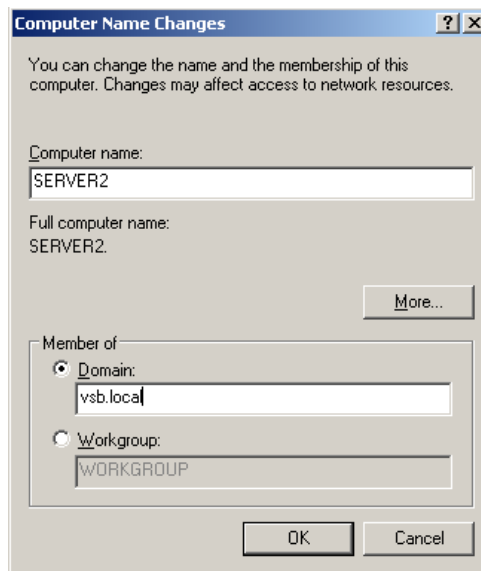 Computer Name Changes
You can change the name and the membership of this
computer. Changes may affect access to network resources.
Computer name:
SERVER2
Full computer name:
SERVER2.
More...
Member of
Domain:
vsb.local
Workgroup:
WORKGROUP
OK Cancel